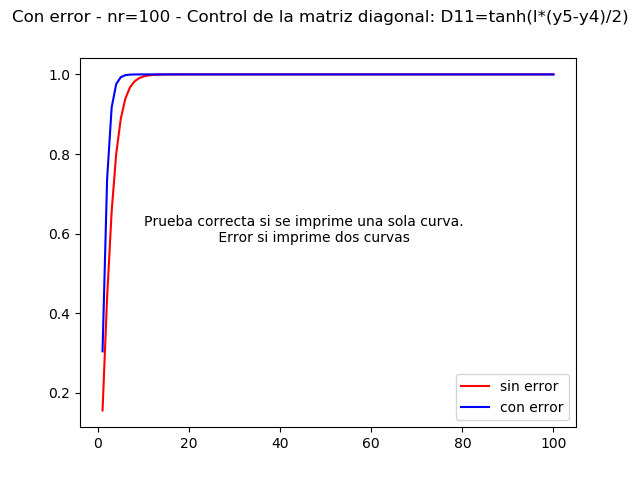 Con error - nr=100 - Control de la matriz diagonal: D11=tanh(l*(y5-y4)/2)
1.0
0.8
0.6
0.4
0.2
Prueba correcta si se imprime una sola curva.
Error si imprime dos curvas
sin error
con error
0 20 40 60 80 100